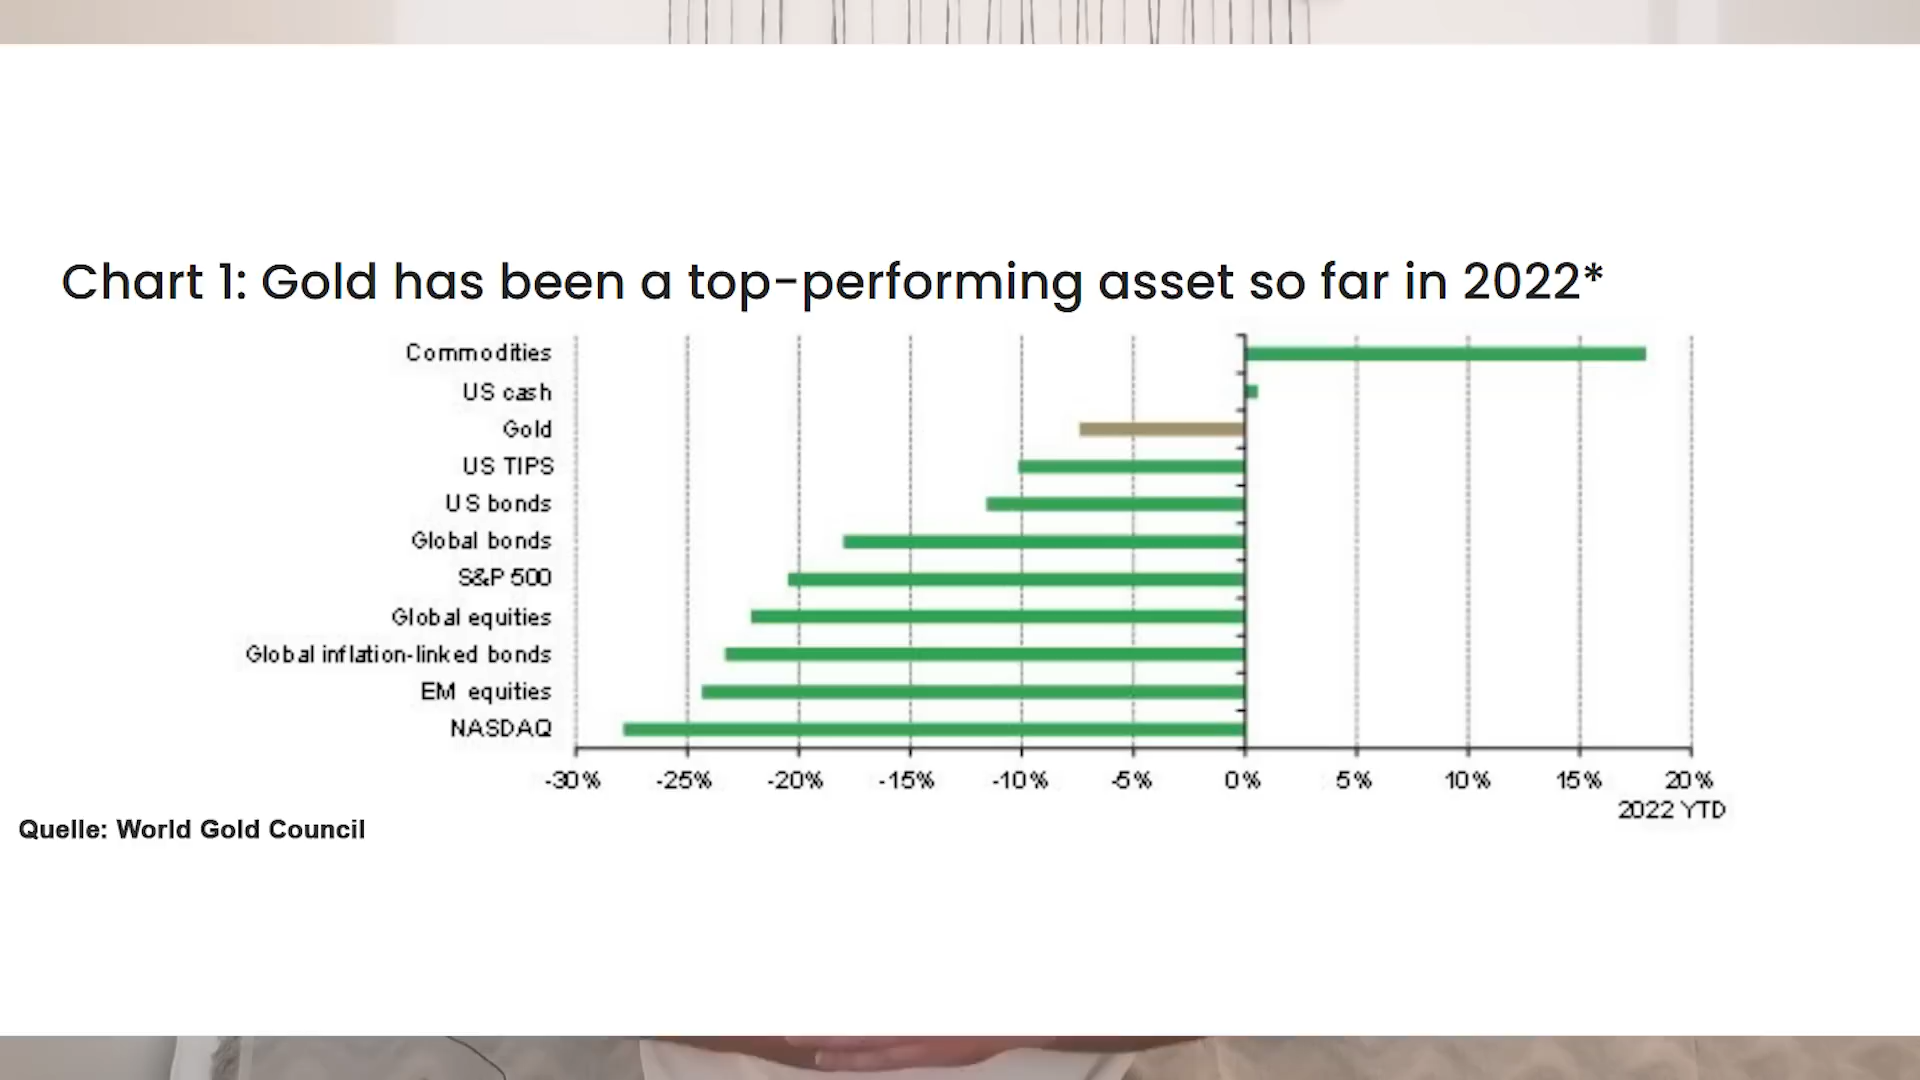 Chart 1: Gold has been a top-performing asset so far in 2022*
Commodities
US cash
Gold
US TIPS
US bonds
Global bonds
S&P 500
Global equities
Global inflation-linked bonds
EM equities
NASDAQ
-30% -25% -20% -15% -10% -5% 0% 5% 10% 15% 20%
2022 YTD
Quelle: World Gold Council